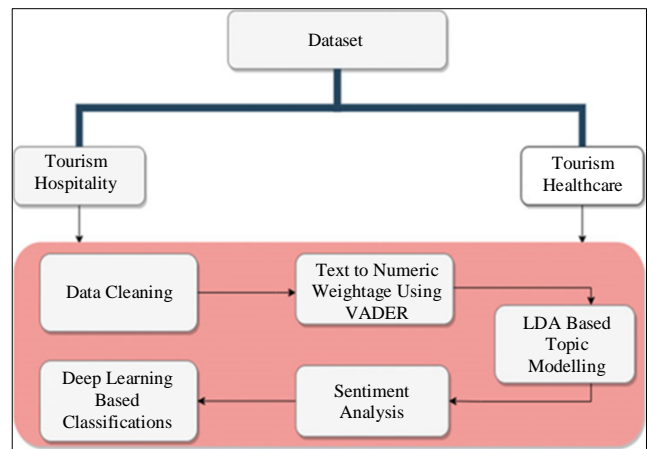 Dataset
Tourism
Hospitality
Tourism
Healthcare
Data Cleaning
Text to Numeric
Weightage Using
VADER
LDA Based
Topic
Modelling
Sentiment
Analysis
Deep Learning
Based
Classifications